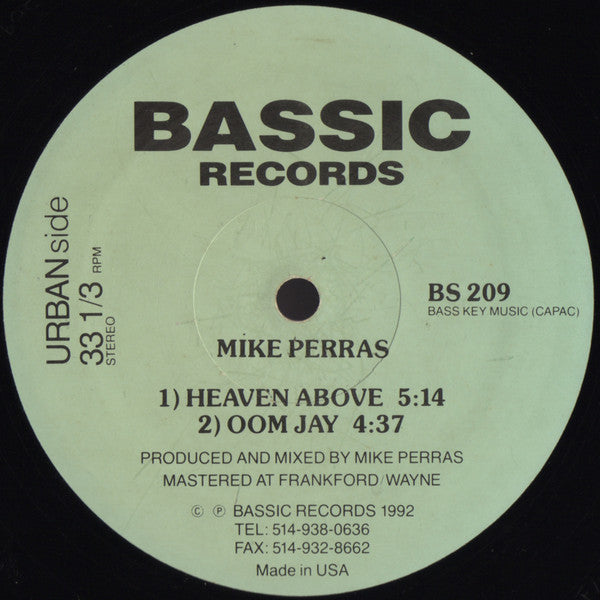 BASSIC
RECORDS
URBAN side
33 1/3 RPM
STEREO
BS 209
BASS KEY MUSIC (CAPAC)
MIKE PERRAS
1) HEAVEN ABOVE 5:14
2) OOM JAY 4:37
PRODUCED AND MIXED BY MIKE PERRAS
MASTERED AT FRANKFORD/WAYNE
© ℗ BASSIC RECORDS 1992
TEL: 514-938-0636
FAX: 514-932-8662
Made in USA